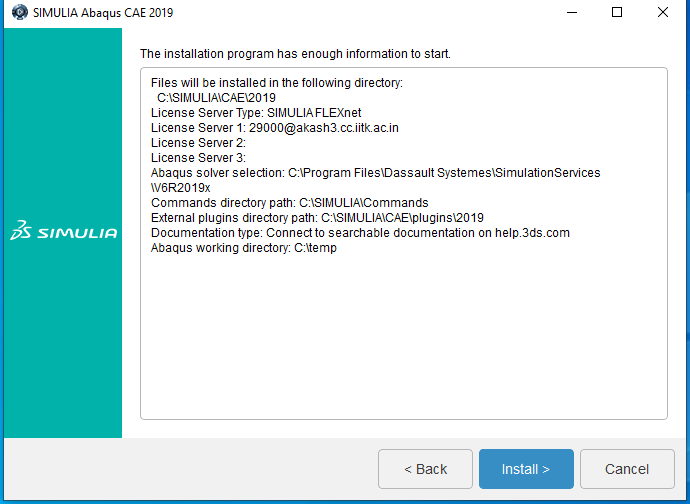 SIMULIA Abaqus CAE 2019
The installation program has enough information to start.
Files will be installed in the following directory:
C:\SIMULIA\CAE\2019
License Server Type: SIMULIA FLEXnet
License Server 1: 29000@akash3.cc.iitk.ac.in
License Server 2:
License Server 3:
Abaqus solver selection: C:\Program Files\Dassault Systemes\SimulationServices
\V6R2019x
Commands directory path: C:\SIMULIA\Commands
External plugins directory path: C:\SIMULIA\CAE\plugins\2019
Documentation type: Connect to searchable documentation on help.3ds.com
Abaqus working directory: C:\temp
SIMULIA
< Back
Install >
Cancel